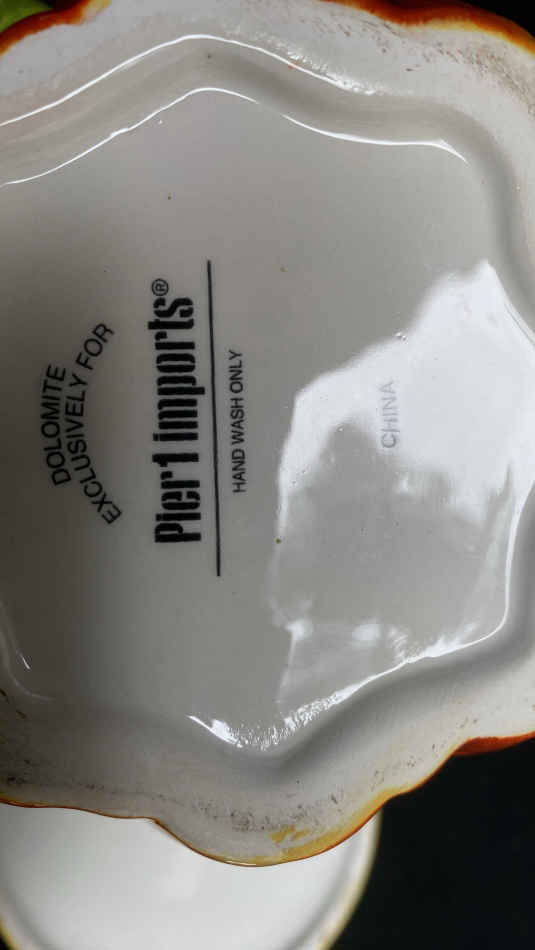 DOLOMITE
EXCLUSIVELY FOR
Pier1 imports®
HAND WASH ONLY
CHINA